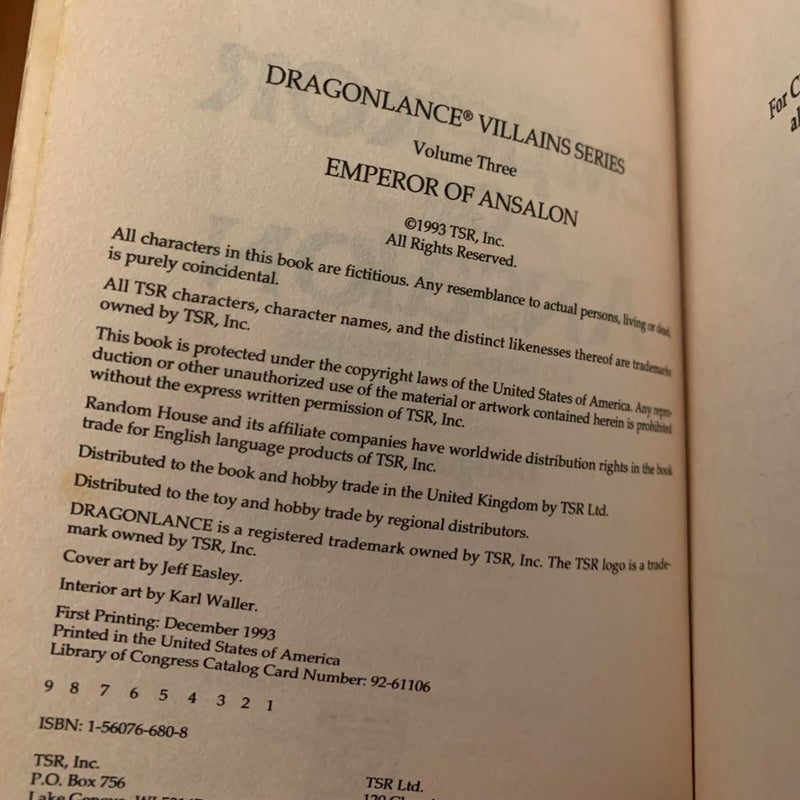 DRAGONLANCE® VILLAINS SERIES
Volume Three
EMPEROR OF ANSALON
©1993 TSR, Inc.
All Rights Reserved.
All characters in this book are fictitious. Any resemblance to actual persons, living or dead,
is purely coincidental.
All TSR characters, character names, and the distinct likenesses thereof are trademarks
owned by TSR, Inc.
This book is protected under the copyright laws of the United States of America. Any repro-
duction or other unauthorized use of the material or artwork contained herein is prohibited
without the express written permission of TSR, Inc.
Random House and its affiliate companies have worldwide distribution rights in the book
trade for English language products of TSR, Inc.
Distributed to the book and hobby trade in the United Kingdom by TSR Ltd.
Distributed to the toy and hobby trade by regional distributors.
DRAGONLANCE is a registered trademark owned by TSR, Inc. The TSR logo is a trade-
mark owned by TSR, Inc.
Cover art by Jeff Easley.
Interior art by Karl Waller.
First Printing: December 1993
Printed in the United States of America
Library of Congress Catalog Card Number: 92-61106
9 8 7 6 5 4 3 2 1
ISBN: 1-56076-680-8
TSR, Inc.
P.O. Box 756
Lake Geneva, WI
TSR Ltd.
120
For